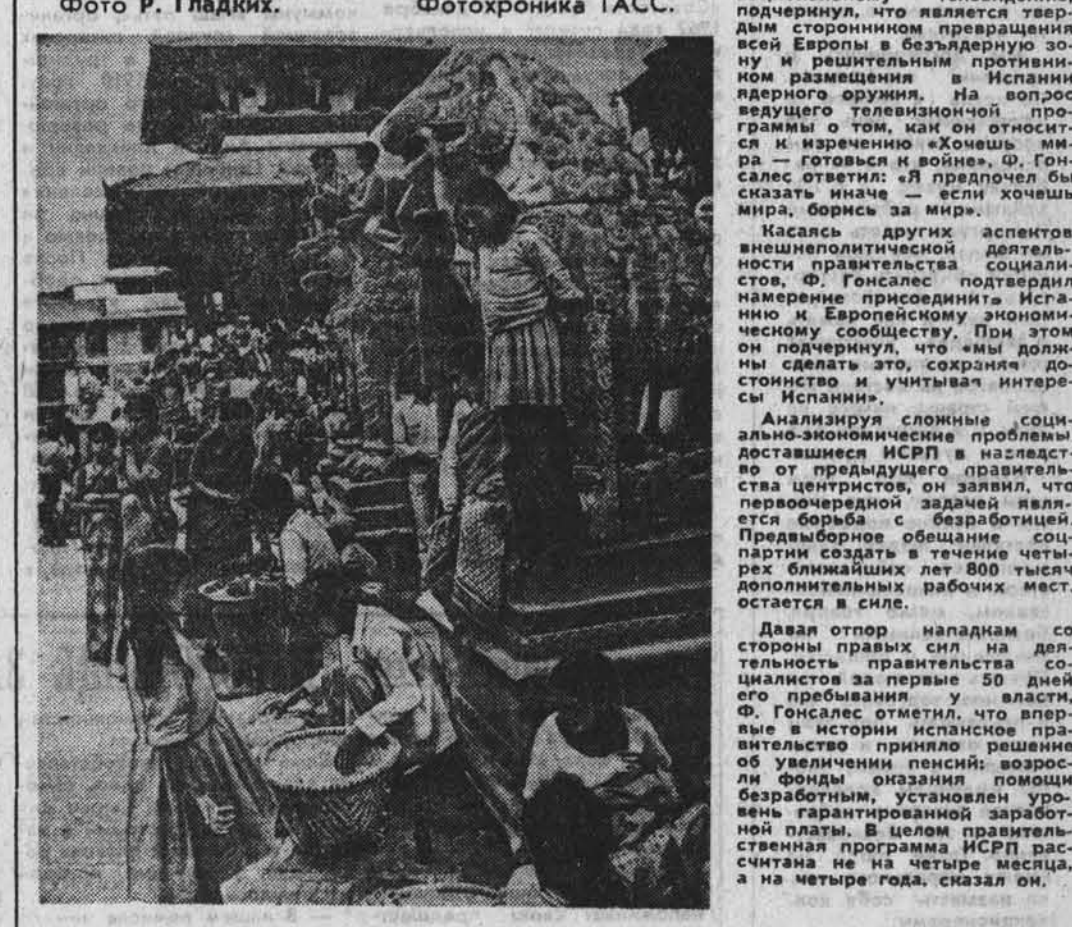 Фото Р. Гладких.
Фотохроника ТАСС.
подчеркнул, что является твер-
дым сторонником превращения
всей Европы в безъядерную зо-
ну и решительным противни-
ком размещения в Испании
ядерного оружия. На вопрос
ведущего телевизионной про-
граммы о том, как он относит-
ся к изречению «Хочешь ми-
ра — готовься к войне», Ф. Гон-
салес ответил: «Я предпочел бы
сказать иначе — если хочешь
мира, борись за мир».
Касаясь других аспектов
внешнеполитической деятель-
ности правительства социали-
стов, Ф. Гонсалес подтвердил
намерение присоединить Испа-
нию к Европейскому экономи-
ческому сообществу. При этом
он подчеркнул, что «мы долж-
ны сделать это, сохраняя до-
стоинство и учитывая интере-
сы Испании».
Анализируя сложные соци-
ально-экономические проблемы
доставшиеся ИСРП в наследст-
во от предыдущего правитель-
ства центристов, он заявил, что
первоочередной задачей явля-
ется борьба с безработицей.
Предвыборное обещание соц-
партии создать в течение четы-
рех ближайших лет 800 тысяч
дополнительных рабочих мест.
остается в силе.
Давая отпор нападкам со
стороны правых сил на дея-
тельность правительства со-
циалистов за первые 50 дней
его пребывания у власти,
Ф. Гонсалес отметил, что впер-
вые в истории испанское пра-
вительство приняло решение
об увеличении пенсий; возрос-
ли фонды оказания помощи
безработным, установлен уро-
вень гарантированной заработ-
ной платы. В целом правитель-
ственная программа ИСРП рас-
считана не на четыре месяца,
а на четыре года, сказал он.